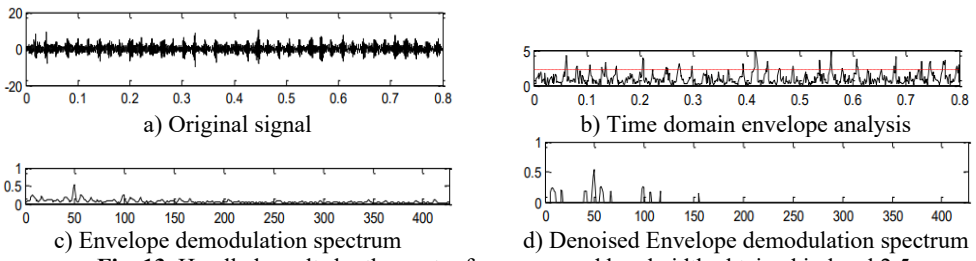 20
0
-20
0 0.1 0.2 0.3 0.4 0.5 0.6 0.7 0.8
a) Original signal
5
0
0 0.1 0.2 0.3 0.4 0.5 0.6 0.7 0.8
b) Time domain envelope analysis
1
0.5
0
0 50 100 150 200 250 300 350 400
c) Envelope demodulation spectrum
1
0.5
0
0 50 100 150 200 250 300 350 400
d) Denoised Envelope demodulation spectrum
Fig. 13.